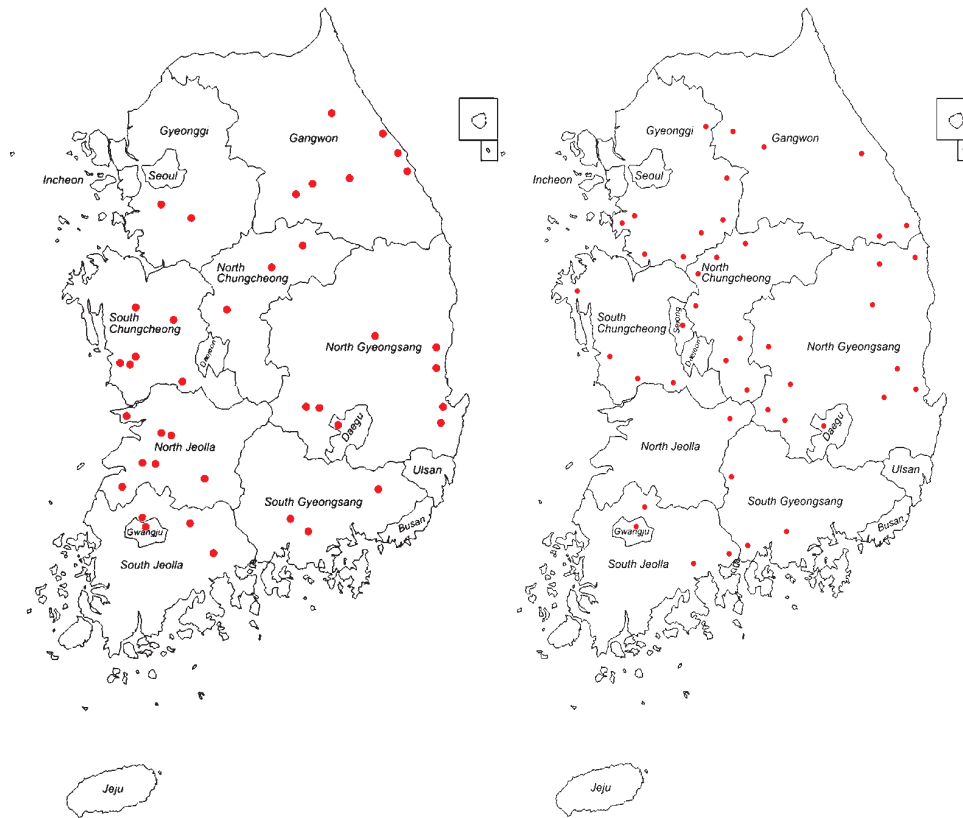 Gyeonggi
Gangwon
Seoul
Incheon
North
Chungcheong
South
Chungcheong
Daejeon
North Gyeongsang
Daegu
North Jeolla
Ulsan
South Gyeongsang
Busan
Gwangju
South Jeolla
Jeju
Gyeonggi
Gangwon
Seoul
Incheon
North
Chungcheong
Sejong
South
Chungcheong
Daejeon
North Gyeongsang
Daegu
North Jeolla
Ulsan
South Gyeongsang
Busan
Gwangju
South Jeolla
Jeju